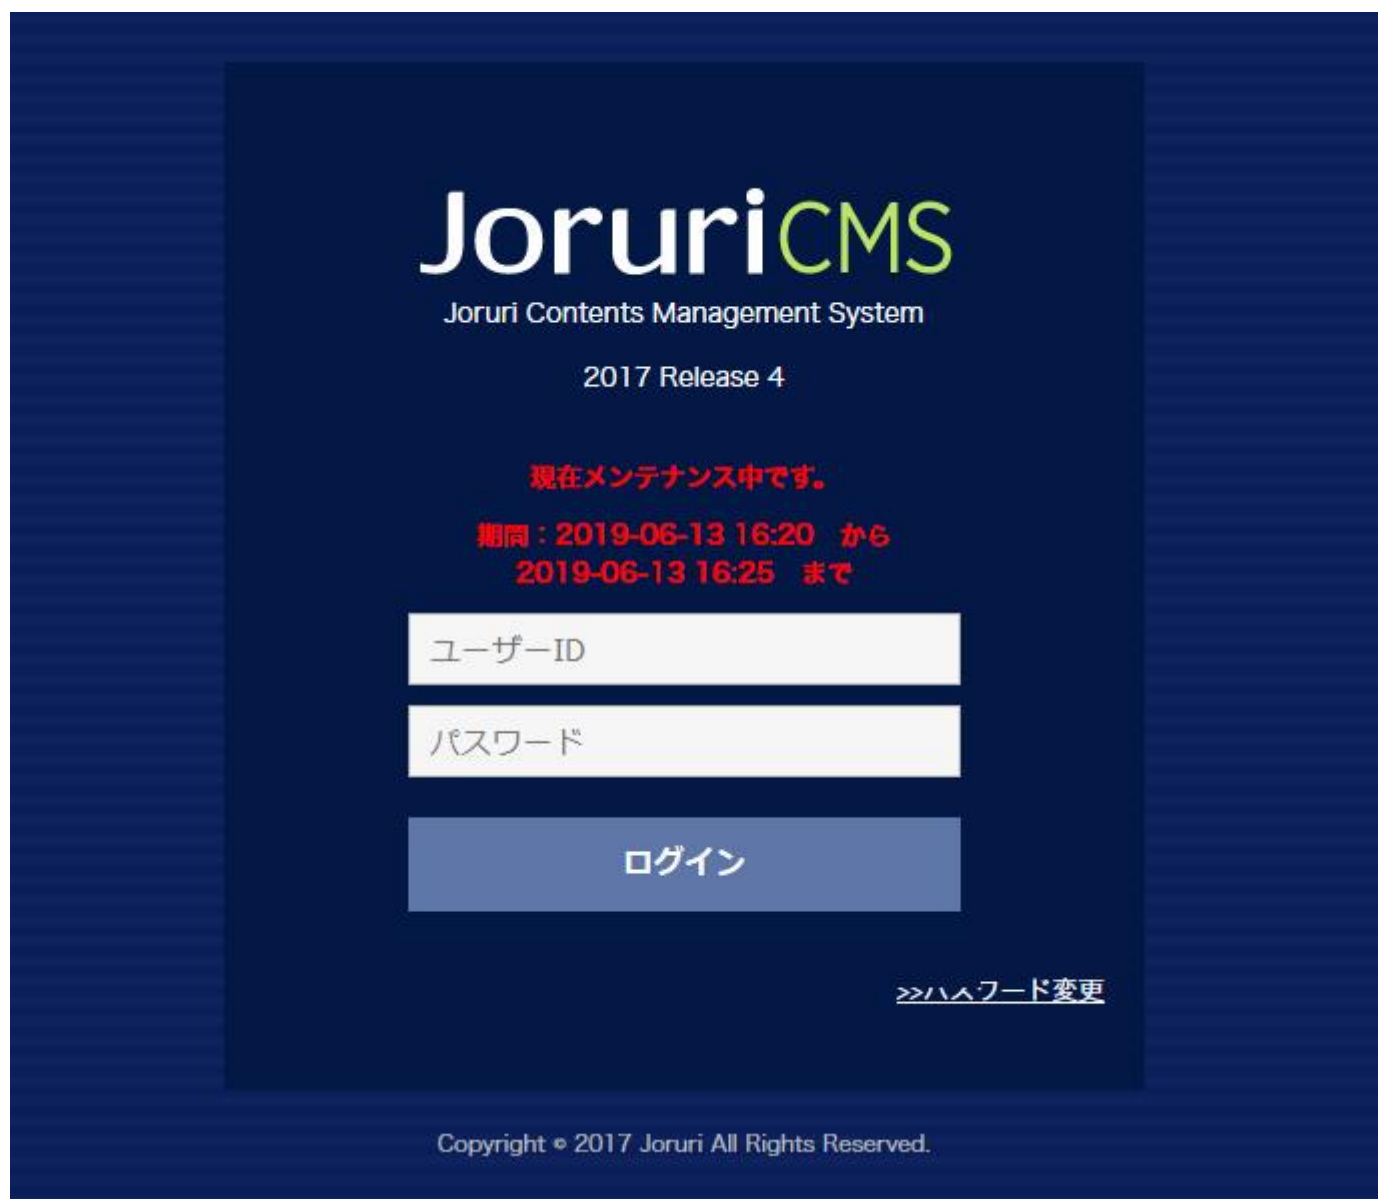 JoruriCMS
Joruri Contents Management System
2017 Release 4
現在メンテナンス中です。
期間：2019-06-13 16:20　から
2019-06-13 16:25　まで
ユーザーID
パスワード
ログイン
>>パスワード変更
Copyright © 2017 Joruri All Rights Reserved.